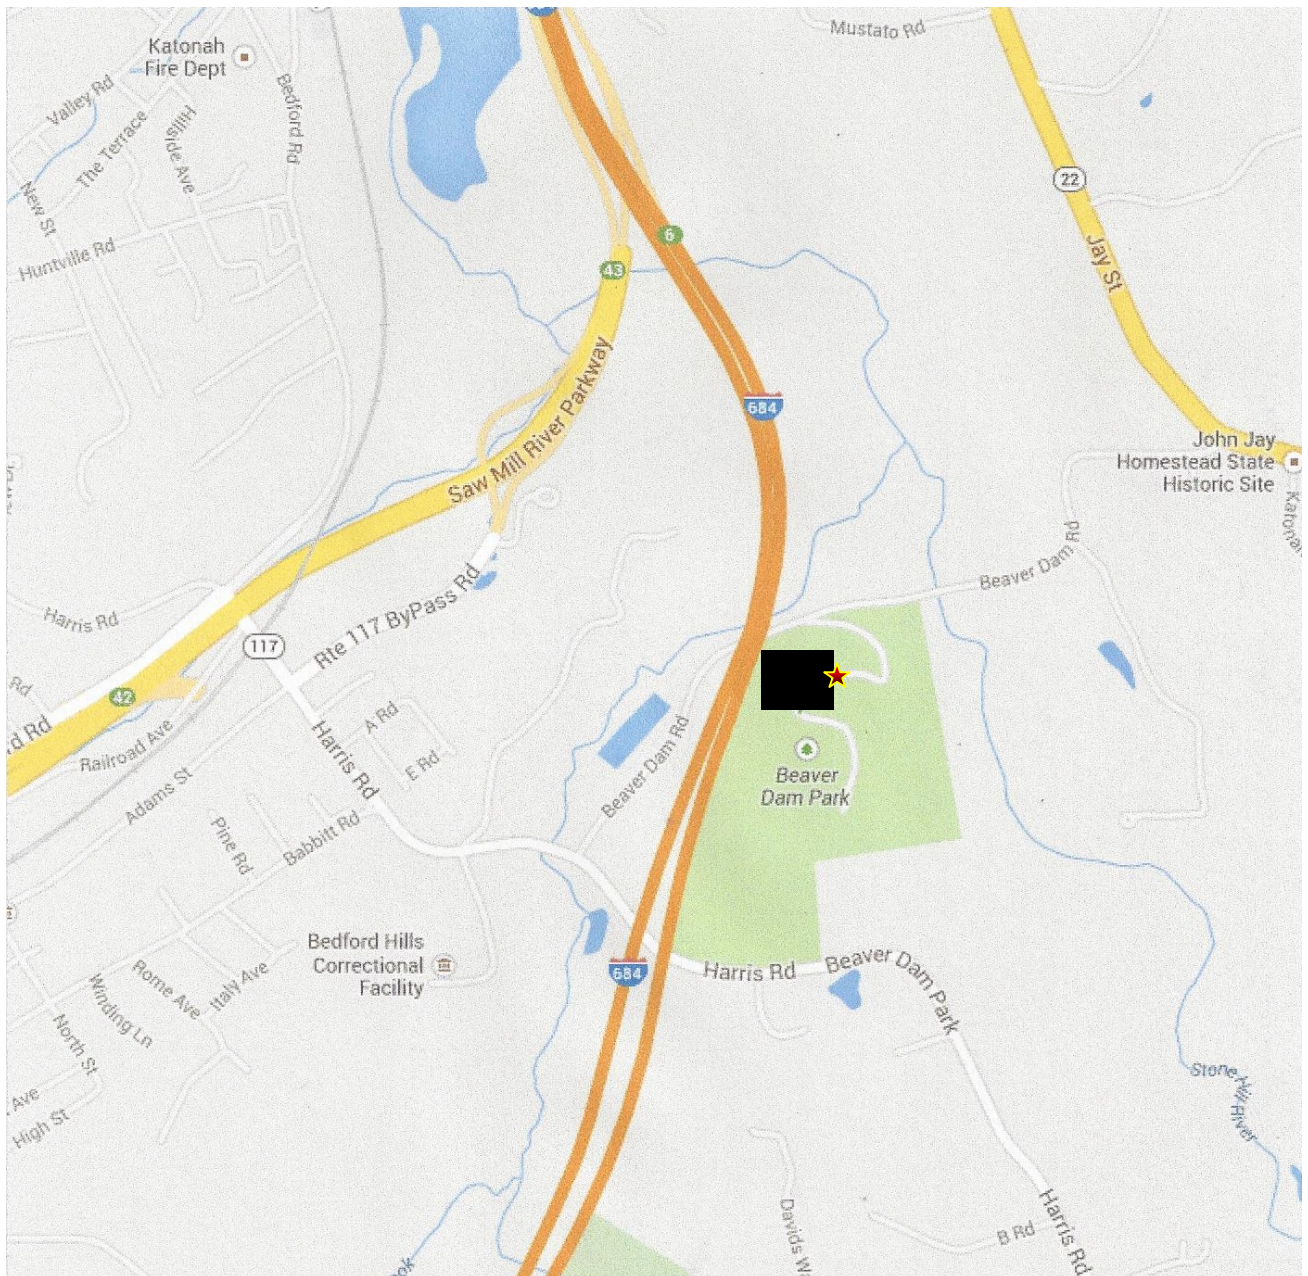 Mustato Rd
Katonah
Fire Dept
Valley Rd
Bedford Rd
The Terrace
Hillside Ave
22
New St
6
Huntville Rd
Jay St
43
Saw Mill River Parkway
684
John Jay
Homestead State
Historic Site
Beaver Dam Rd
Harris Rd
117
Rte 117 ByPass Rd
Rd
42
A Rd
Railroad Ave
Harris Rd
E Rd
Beaver Dam Rd
Beaver
Dam Park
Adams St
Pine Rd
Babbitt Rd
Bedford Hills
Correctional
Facility
684
Harris Rd
Beaver Dam Park
Rome Ave
Italy Ave
Winding Ln
North St
Ave
High St
Stone Hill River
Davids
B Rd
Harris Rd